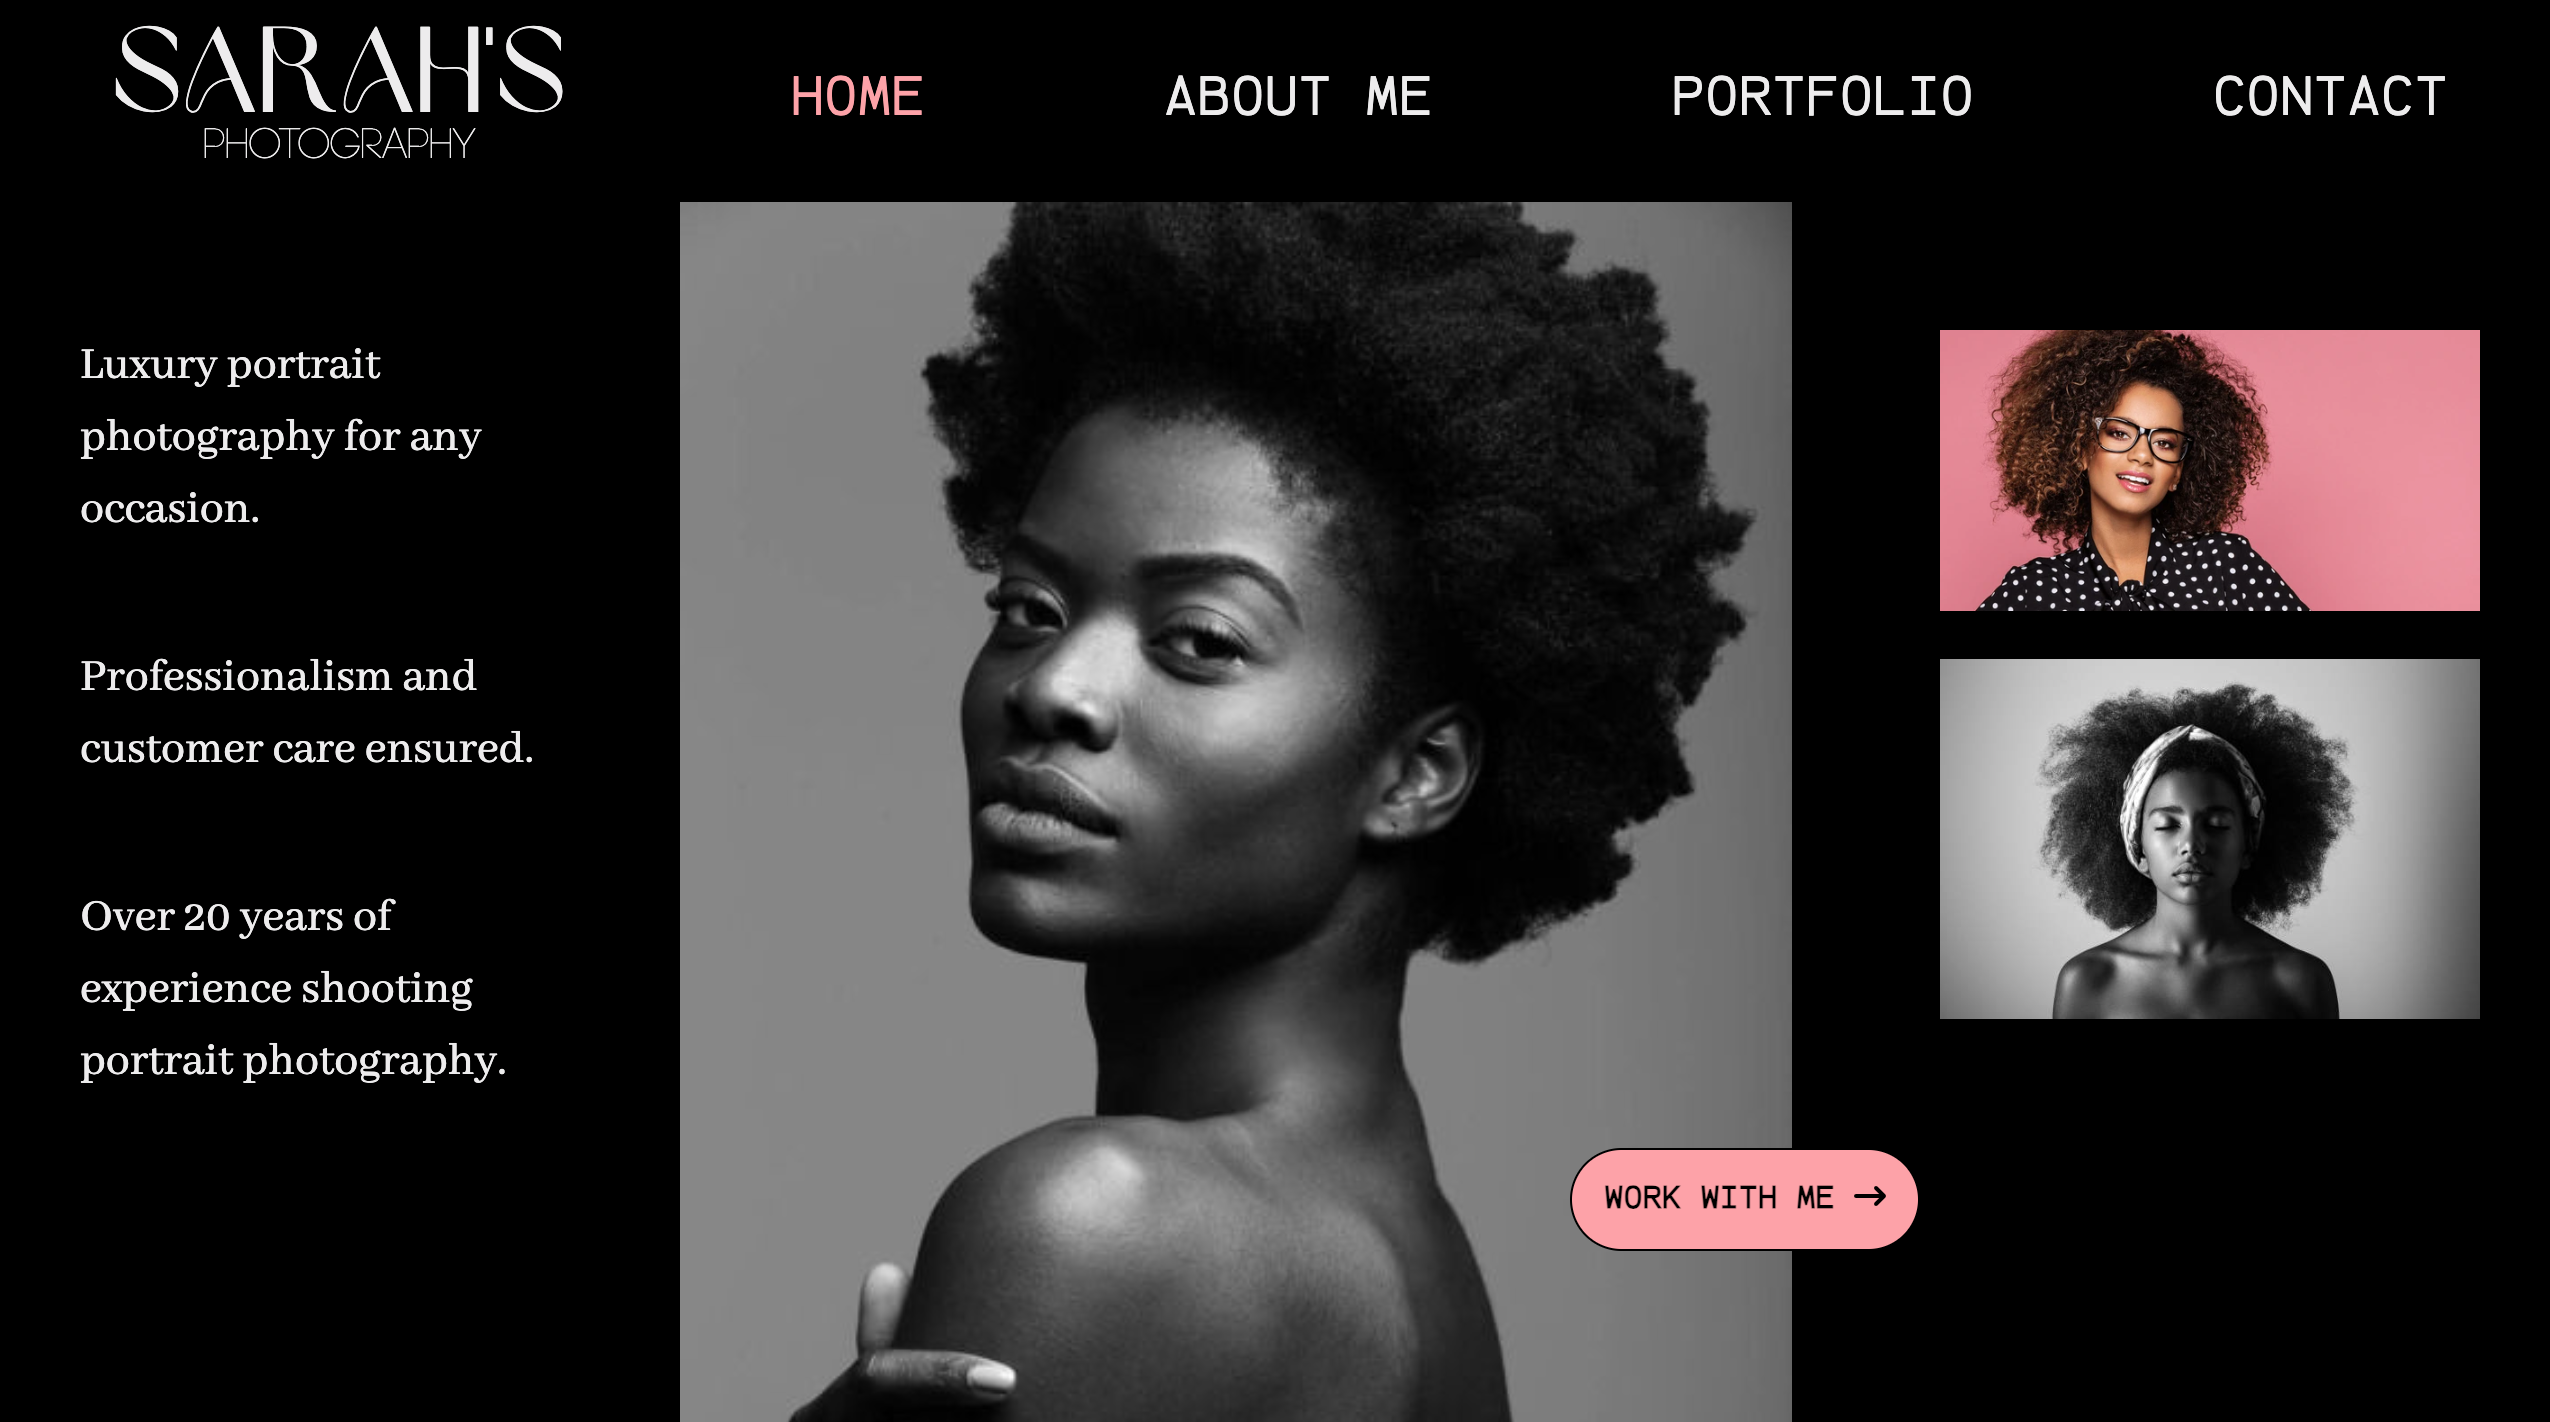 SARAH'S
PHOTOGRAPHY
HOME
ABOUT ME
PORTFOLIO
CONTACT
Luxury portrait
photography for any
occasion.
Professionalism and
customer care ensured.
Over 20 years of
experience shooting
portrait photography.
WORK WITH ME →